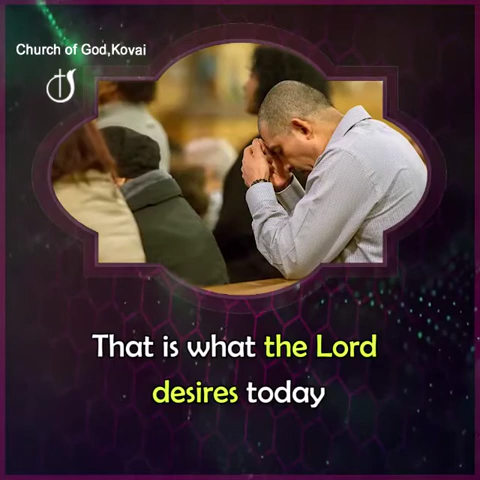 Church of God,Kovai
That is what the Lord
desires today